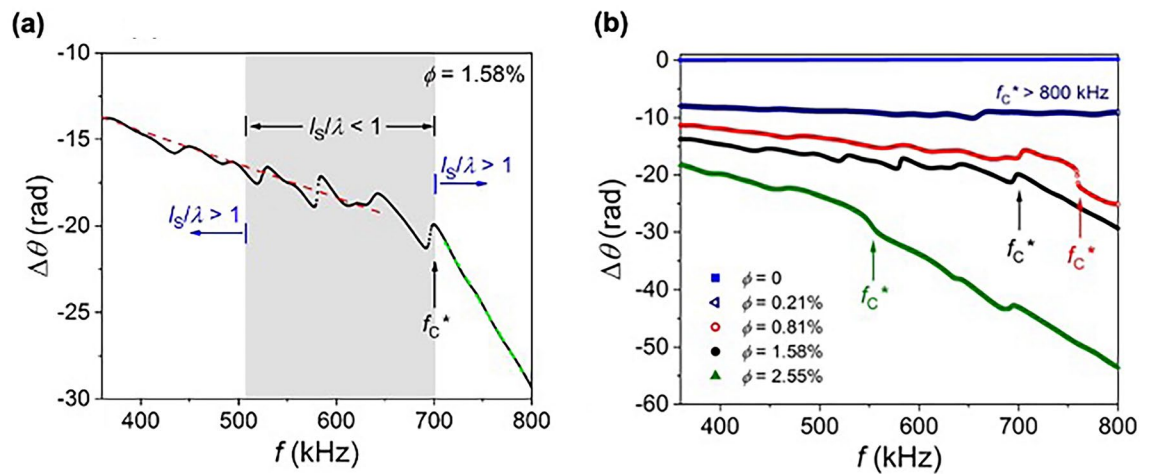 (a)
-10
-15
-20
-25
-30
Δθ (rad)
ϕ = 1.58%
lS/λ < 1
lS/λ > 1
lS/λ > 1
fC*
400 500 600 700 800
f (kHz)
(b)
0
-10
-20
-30
-40
-50
-60
Δθ (rad)
fC* > 800 kHz
fC*
fC*
fC*
ϕ = 0
ϕ = 0.21%
ϕ = 0.81%
ϕ = 1.58%
ϕ = 2.55%
400 500 600 700 800
f (kHz)